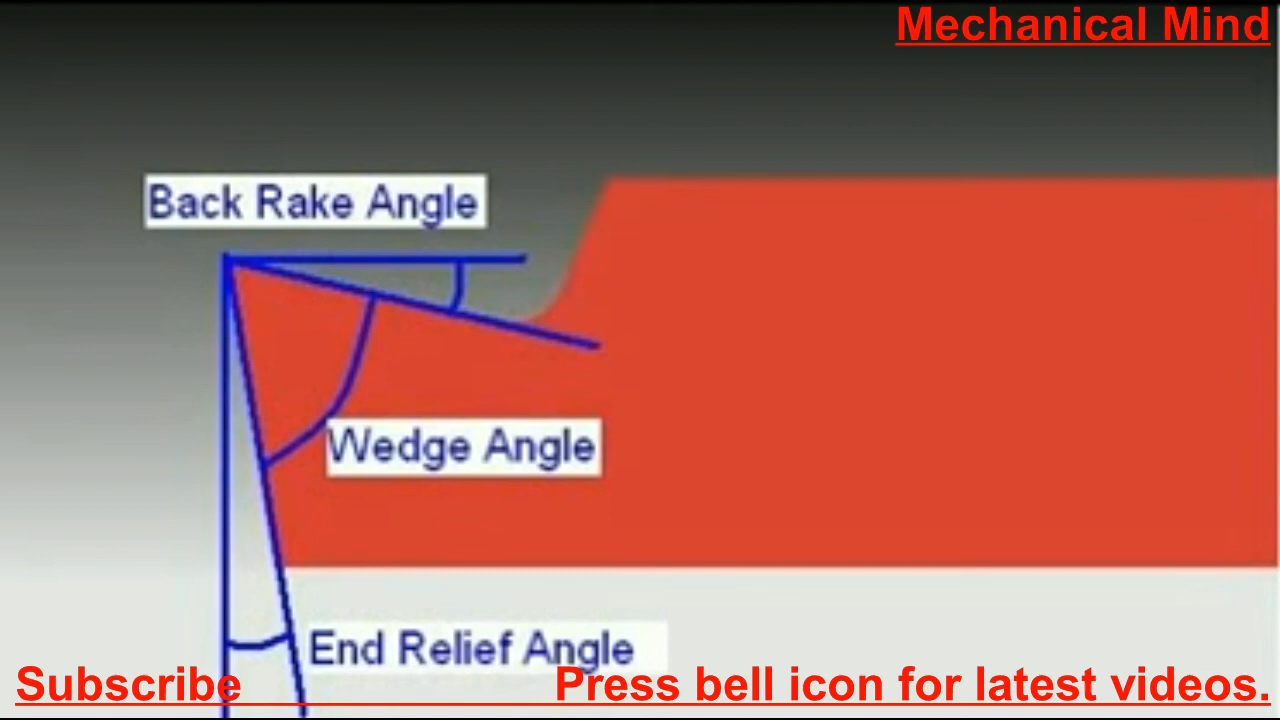 Mechanical Mind
Back Rake Angle
Wedge Angle
End Relief Angle
Subscribe Press bell icon for latest videos.